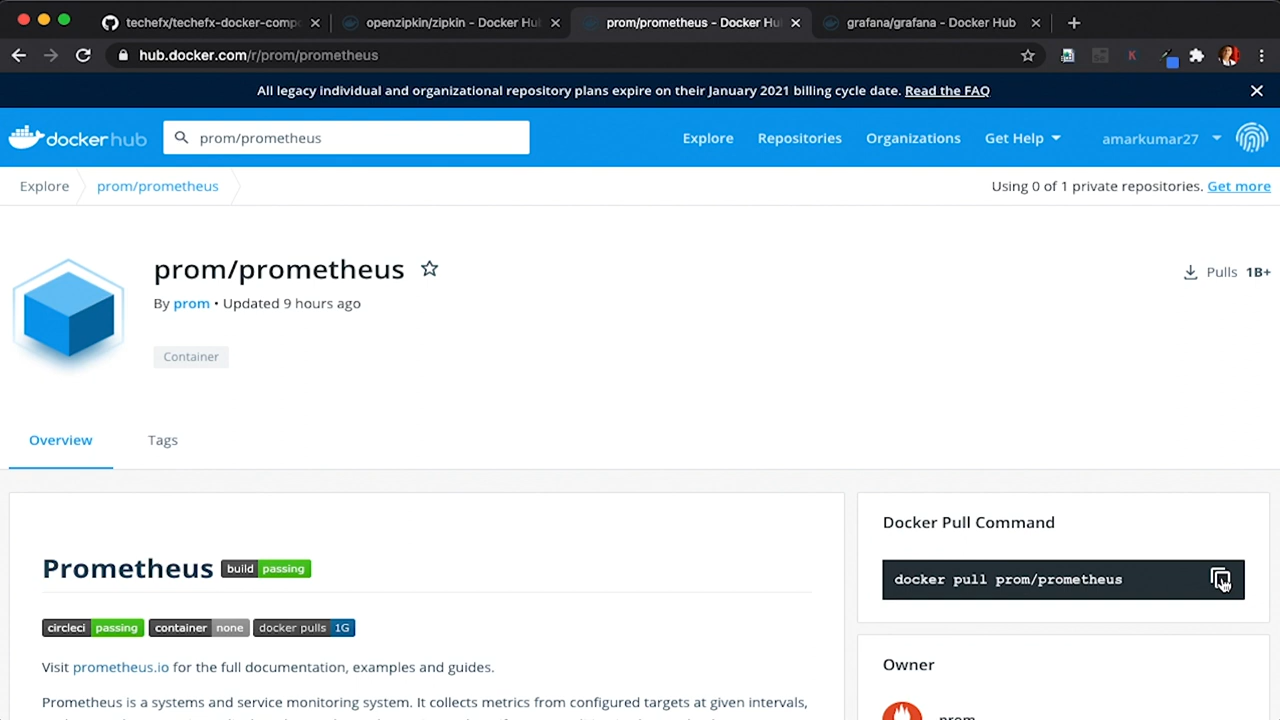 techefx/techefx-docker-compo
openzipkin/zipkin - Docker Hub
prom/prometheus - Docker Hub
grafana/grafana - Docker Hub
hub.docker.com/r/prom/prometheus
All legacy individual and organizational repository plans expire on their January 2021 billing cycle date. Read the FAQ
dockerhub
prom/prometheus
Explore
Repositories
Organizations
Get Help
amarkumar27
Explore
prom/prometheus
Using 0 of 1 private repositories. Get more
prom/prometheus
Pulls 1B+
By prom • Updated 9 hours ago
Container
Overview
Tags
Prometheus build passing
circleci passing container none docker pulls 1G
Visit prometheus.io for the full documentation, examples and guides.
Prometheus is a systems and service monitoring system. It collects metrics from configured targets at given intervals,
Docker Pull Command
docker pull prom/prometheus
Owner
prom